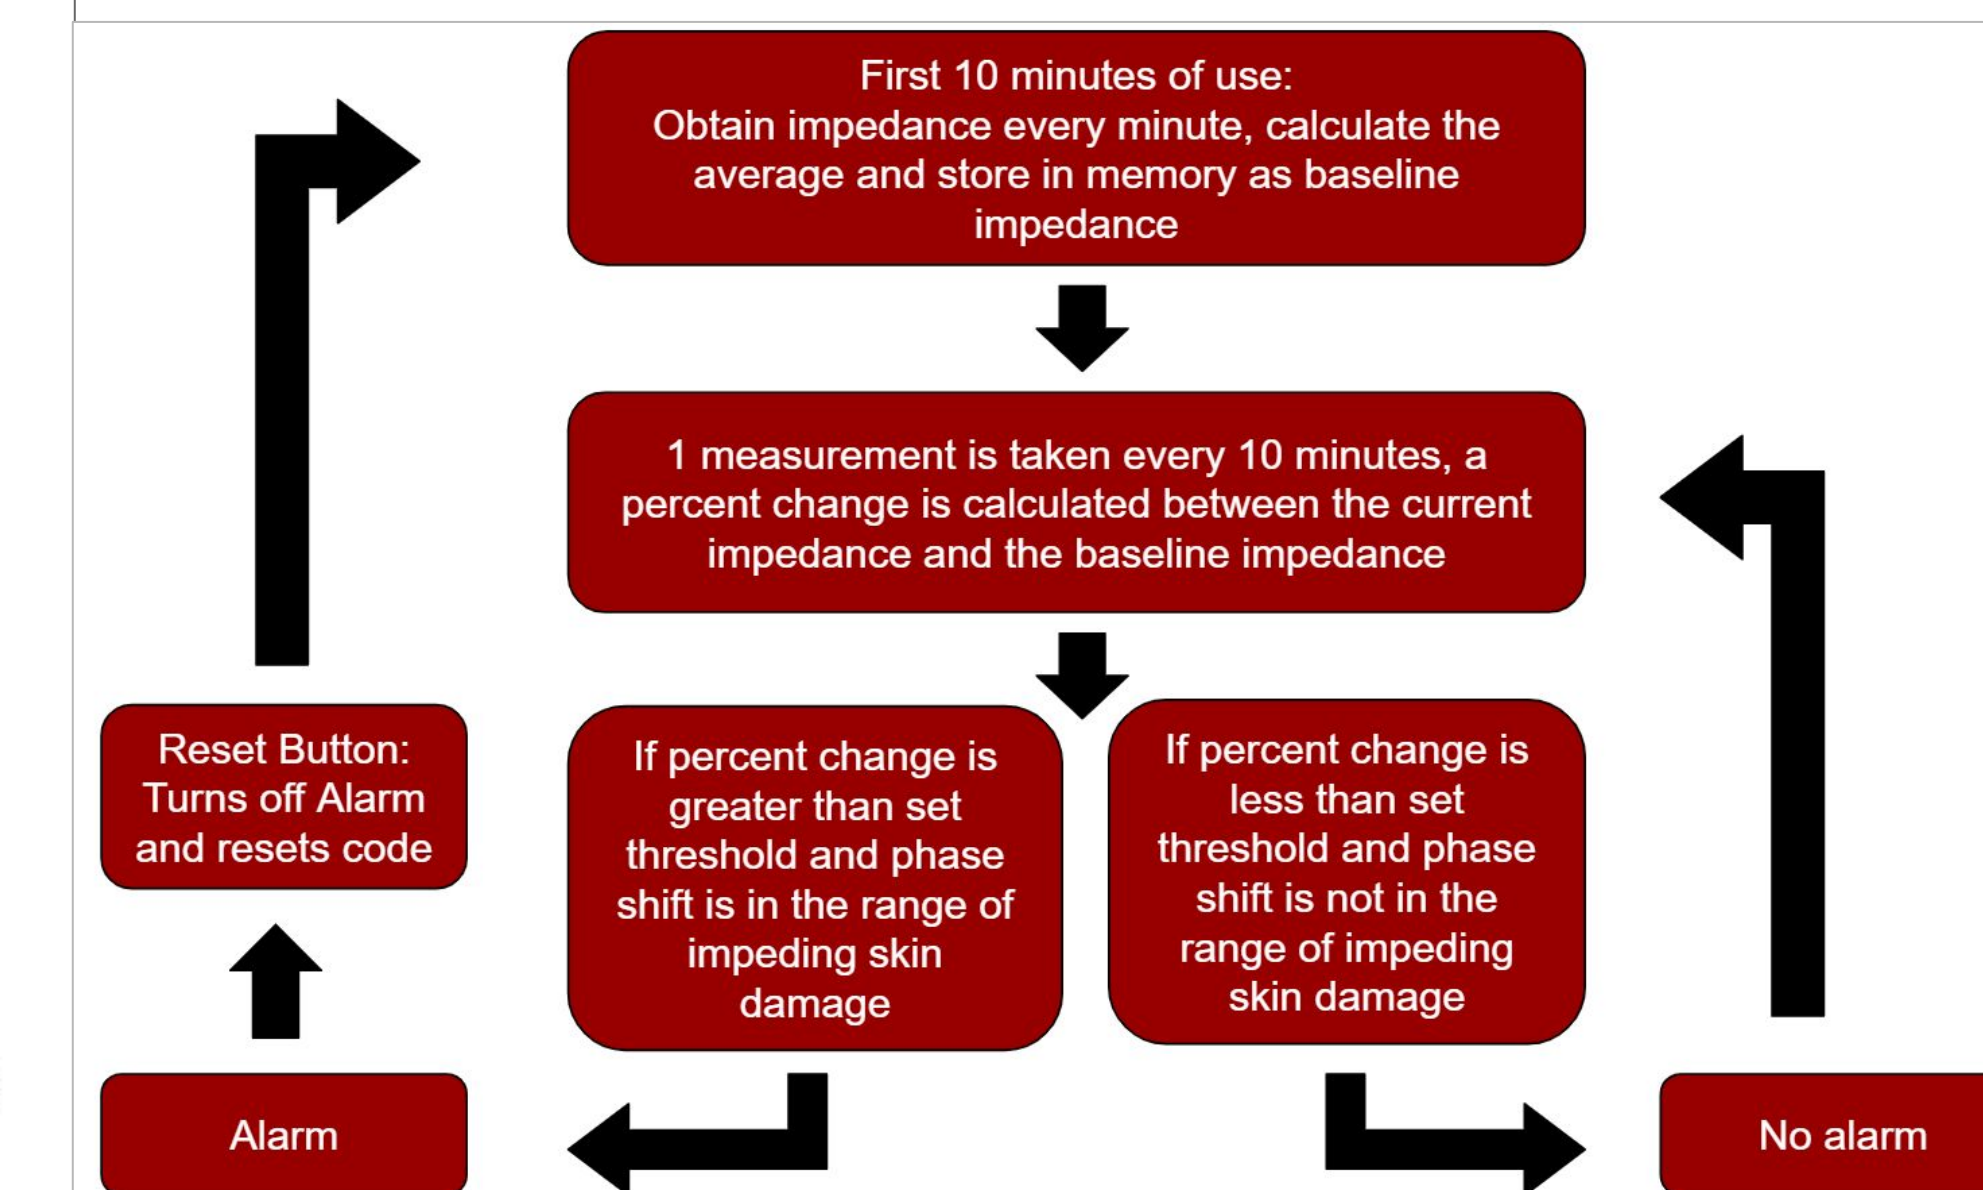 First 10 minutes of use:
Obtain impedance every minute, calculate the
average and store in memory as baseline
impedance
1 measurement is taken every 10 minutes, a
percent change is calculated between the current
impedance and the baseline impedance
Reset Button:
Turns off Alarm
and resets code
If percent change is
greater than set
threshold and phase
shift is in the range of
impeding skin
damage
If percent change is
less than set
threshold and phase
shift is not in the
range of impeding
skin damage
Alarm
No alarm